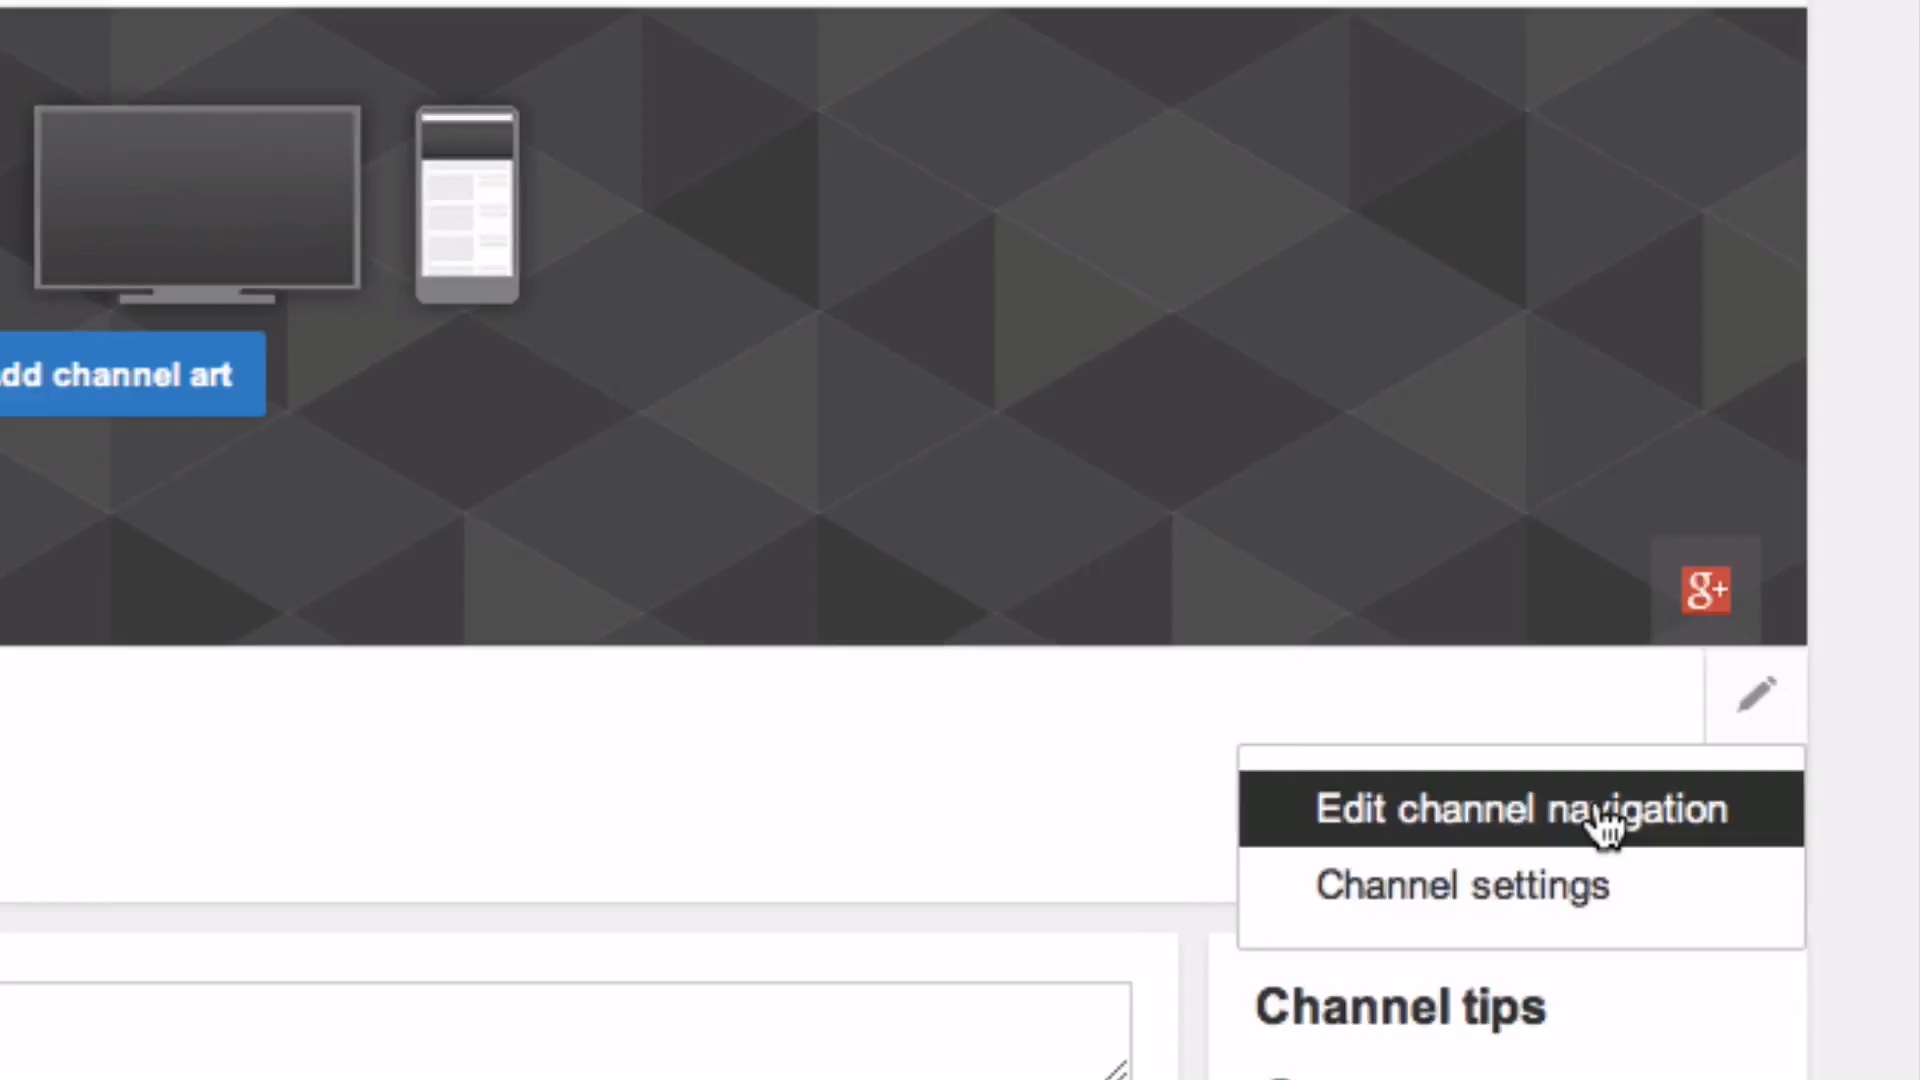 dd channel art
g+
Edit channel navigation
Channel settings
Channel tips